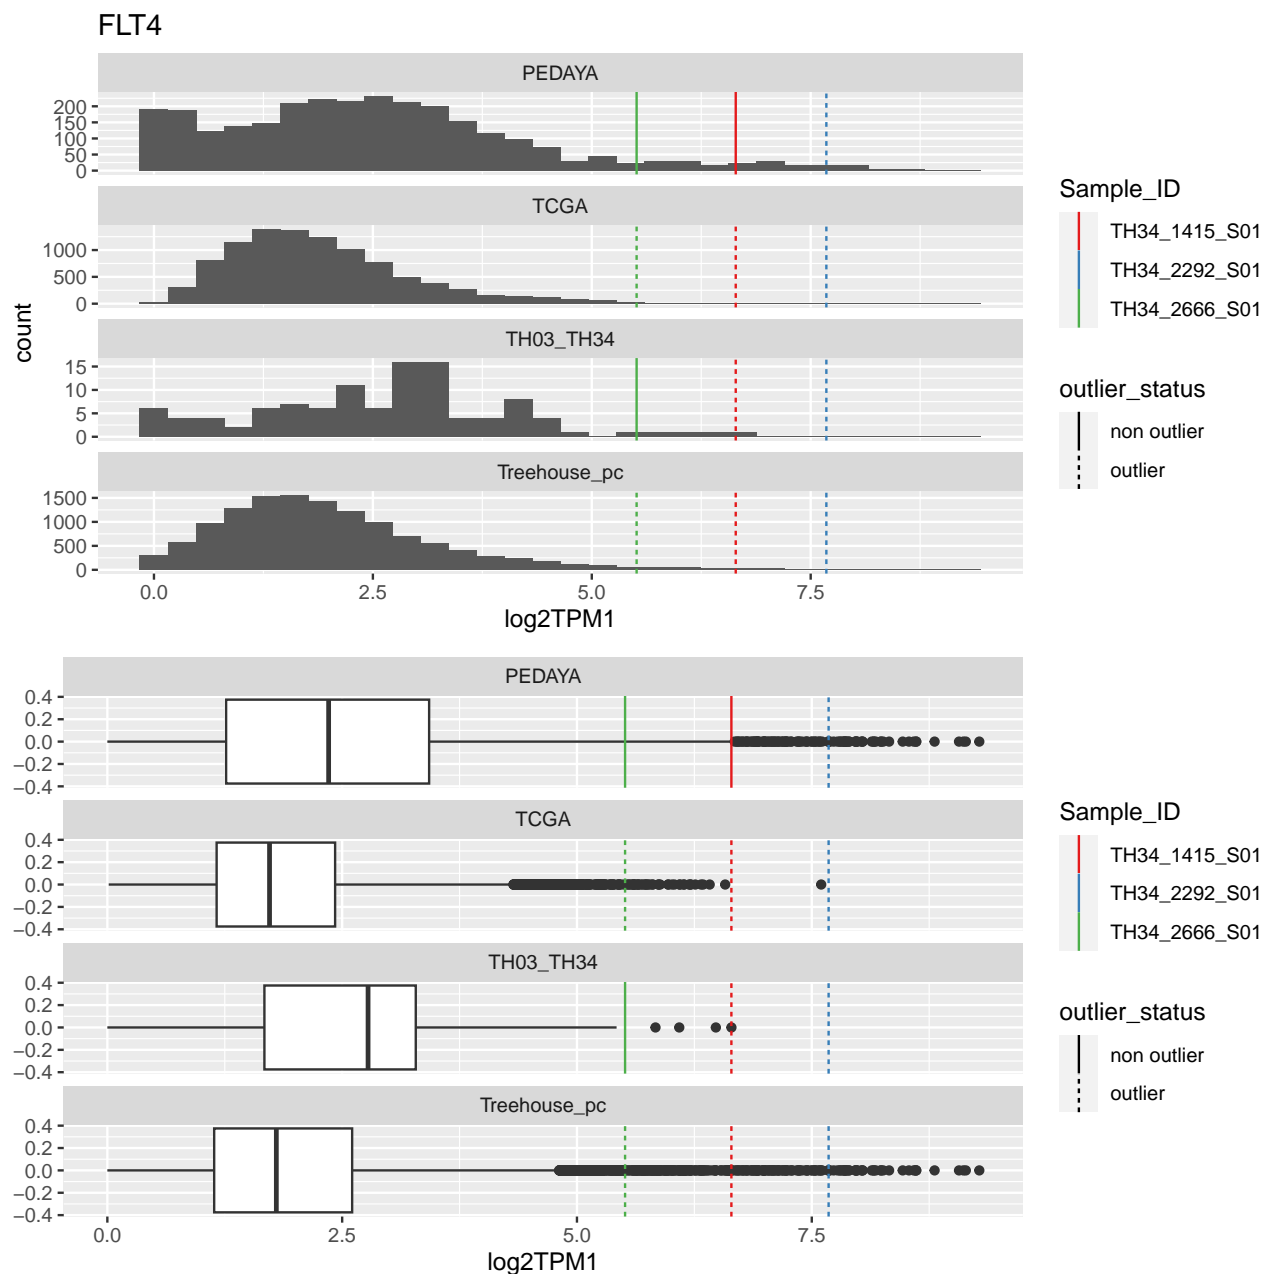 FLT4
PEDAYA
200
150
100
50
0
TCGA
1000
500
0
TH03_TH34
15
10
5
0
Treehouse_pc
1500
1000
500
0
0.0 2.5 5.0 7.5
log2TPM1
count
Sample_ID
TH34_1415_S01
TH34_2292_S01
TH34_2666_S01
outlier_status
non outlier
outlier
PEDAYA
0.4
0.2
0.0
−0.2
−0.4
TCGA
0.4
0.2
0.0
−0.2
−0.4
TH03_TH34
0.4
0.2
0.0
−0.2
−0.4
Treehouse_pc
0.4
0.2
0.0
−0.2
−0.4
0.0 2.5 5.0 7.5
log2TPM1
Sample_ID
TH34_1415_S01
TH34_2292_S01
TH34_2666_S01
outlier_status
non outlier
outlier